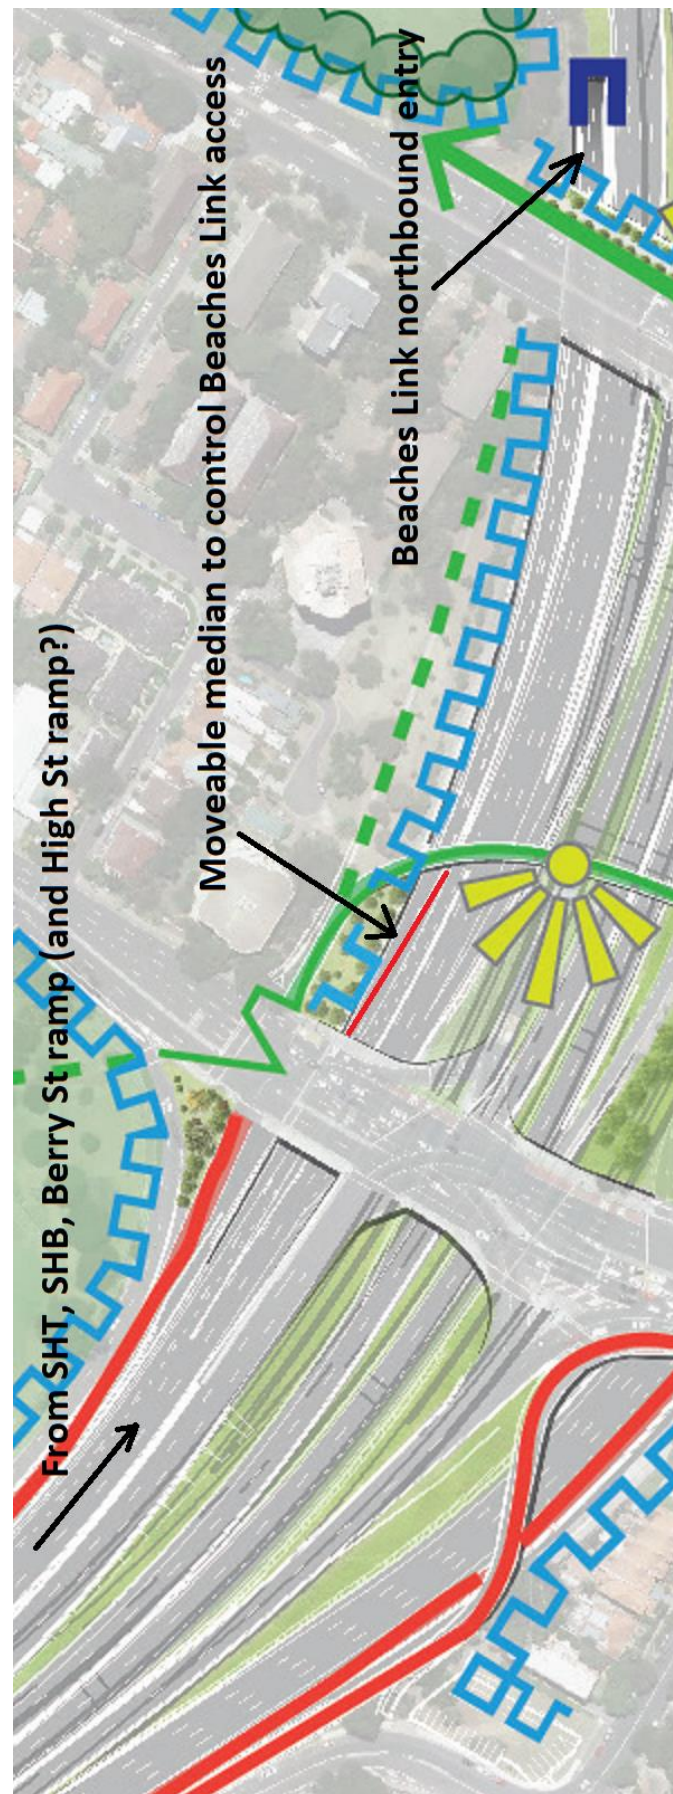 From SHT, SHB, Berry St ramp (and High St ramp?)
Moveable median to control Beaches Link access
Beaches Link northbound entry